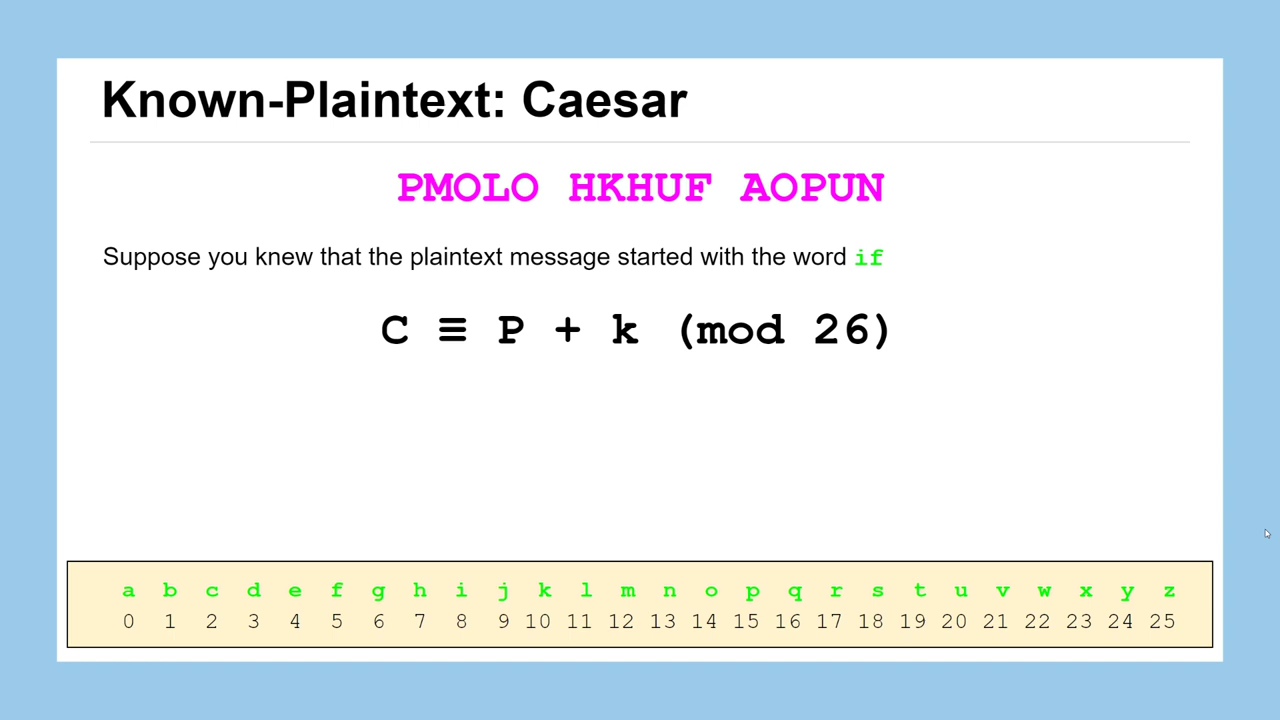 Known-Plaintext: Caesar
PMOLO HKHUF AOPUN
Suppose you knew that the plaintext message started with the word if
C ≡ P + k (mod 26)
a b c d e f g h i j k l m n o p q r s t u v w x y z
0 1 2 3 4 5 6 7 8 9 10 11 12 13 14 15 16 17 18 19 20 21 22 23 24 25